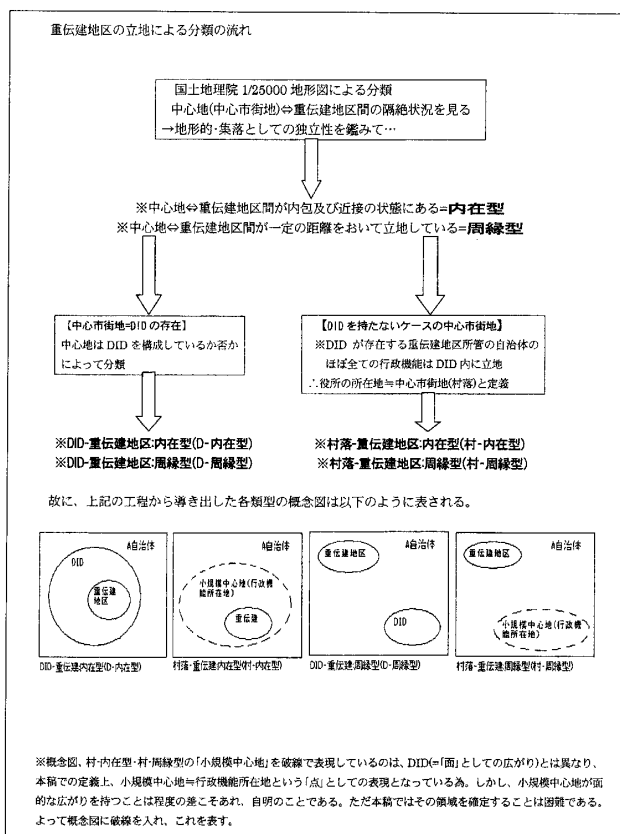 重伝建地区の立地による分類の流れ
国土地理院 1/25000 地形図による分類
中心地(中心市街地)⇔重伝建地区間の隔絶状況を見る
→地形的・集落としての独立性を鑑みて…
※中心地⇔重伝建地区間が内包及び近接の状態にある=内在型
※中心地⇔重伝建地区間が一定の距離をおいて立地している=周縁型
【中心市街地=DIDの存在】
中心地は DID を構成しているか否か
によって分類
【DID を持たないケースの中心市街地】
※DID が存在する重伝建地区所管の自治体の
ほぼ全ての行政機能は DID 内に立地
∴役所の所在地≒中心市街地(村落)と定義
※DID-重伝建地区:内在型(D-内在型)
※DID-重伝建地区:周縁型(D-周縁型)
※村落-重伝建地区:内在型(村-内在型)
※村落-重伝建地区:周縁型(村-周縁型)
故に、上記の工程から導き出した各類型の概念図は以下のように表される。
A自治体
DID
重伝建
地区
DID-重伝建内在型(D-内在型)
A自治体
小規模中心地(行政機
能所在地)
重伝建
村落-重伝建内在型(村-内在型)
A自治体
重伝建地区
DID
DID-重伝建周縁型(D-周縁型)
A自治体
重伝建地区
小規模中心地(行政機
能所在地)
村落-重伝建周縁型(村-周縁型)
※概念図、村-内在型・村-周縁型の「小規模中心地」を破線で表現しているのは、DID(=「面」としての広がり)とは異なり、
本稿での定義上、小規模中心地≒行政機能所在地という「点」としての表現となっている為。しかし、小規模中心地が面
的な広がりを持つことは程度の差こそあれ、自明のことである。ただ本稿ではその領域を確定することは困難である。
よって概念図に破線を入れ、これを表す。